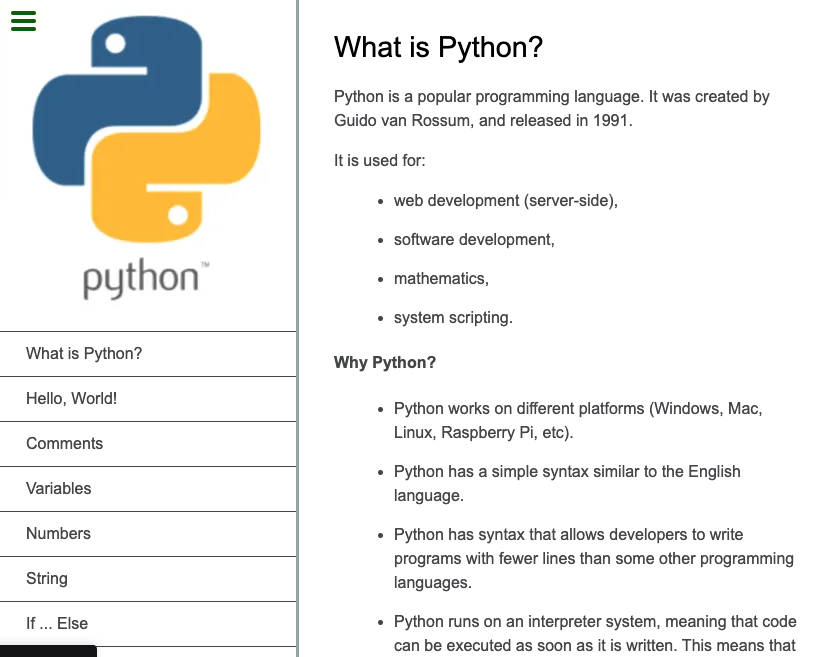 python™
What is Python?
Hello, World!
Comments
Variables
Numbers
String
If ... Else
What is Python?
Python is a popular programming language. It was created by
Guido van Rossum, and released in 1991.
It is used for:
• web development (server-side),
• software development,
• mathematics,
• system scripting.
Why Python?
• Python works on different platforms (Windows, Mac,
Linux, Raspberry Pi, etc).
• Python has a simple syntax similar to the English
language.
• Python has syntax that allows developers to write
programs with fewer lines than some other programming
languages.
• Python runs on an interpreter system, meaning that code
can be executed as soon as it is written. This means that